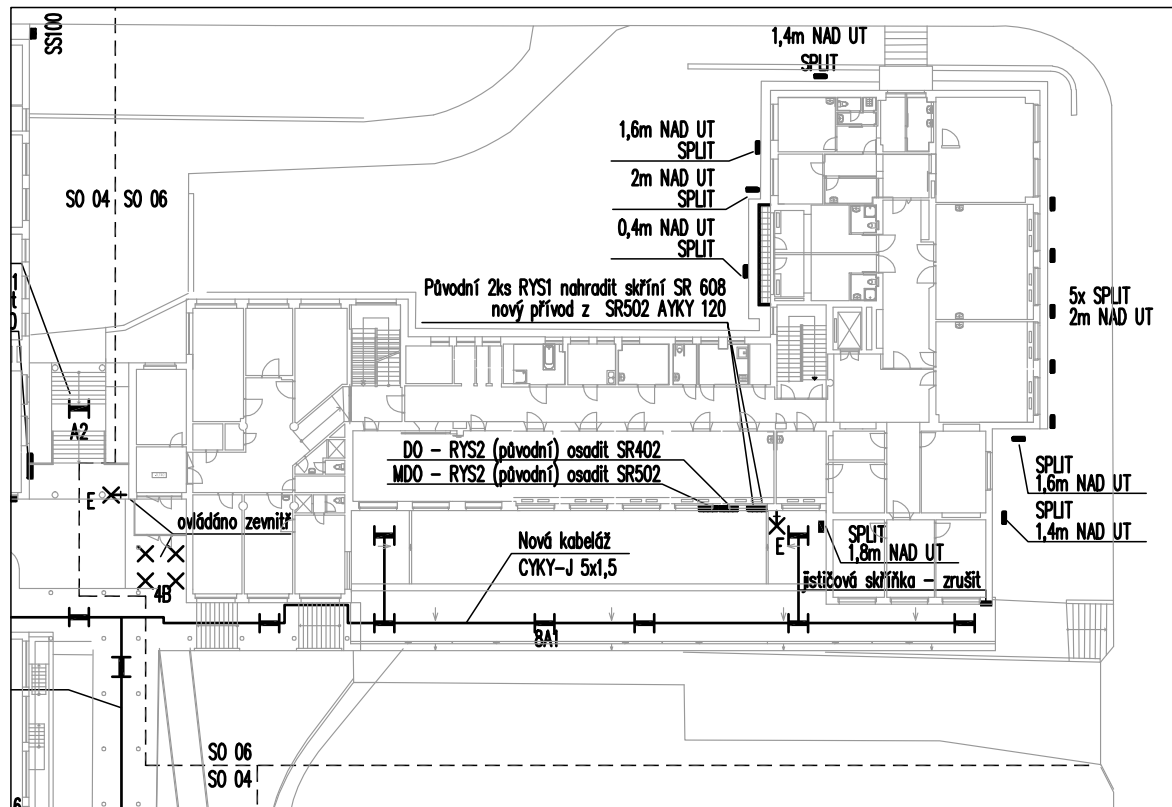 SS100
1,4m NAD UT
SPLIT
1,6m NAD UT
SPLIT
2m NAD UT
SPLIT
0,4m NAD UT
SPLIT
SO 04
SO 06
Původní 2ks RYS1 nahradit skříní SR 608
nový přívod z SR502 AYKY 120
5x SPLIT
2m NAD UT
A2
DO – RYS2 (původní) osadit SR402
MDO – RYS2 (původní) osadit SR502
SPLIT
1,6m NAD UT
SPLIT
1,4m NAD UT
E
ovládáno zevnitř
E
SPLIT
1,8m NAD UT
Nová kabeláž
CYKY–J 5x1,5
jističová skříňka – zrušit
4B
8A1
SO 06
SO 04